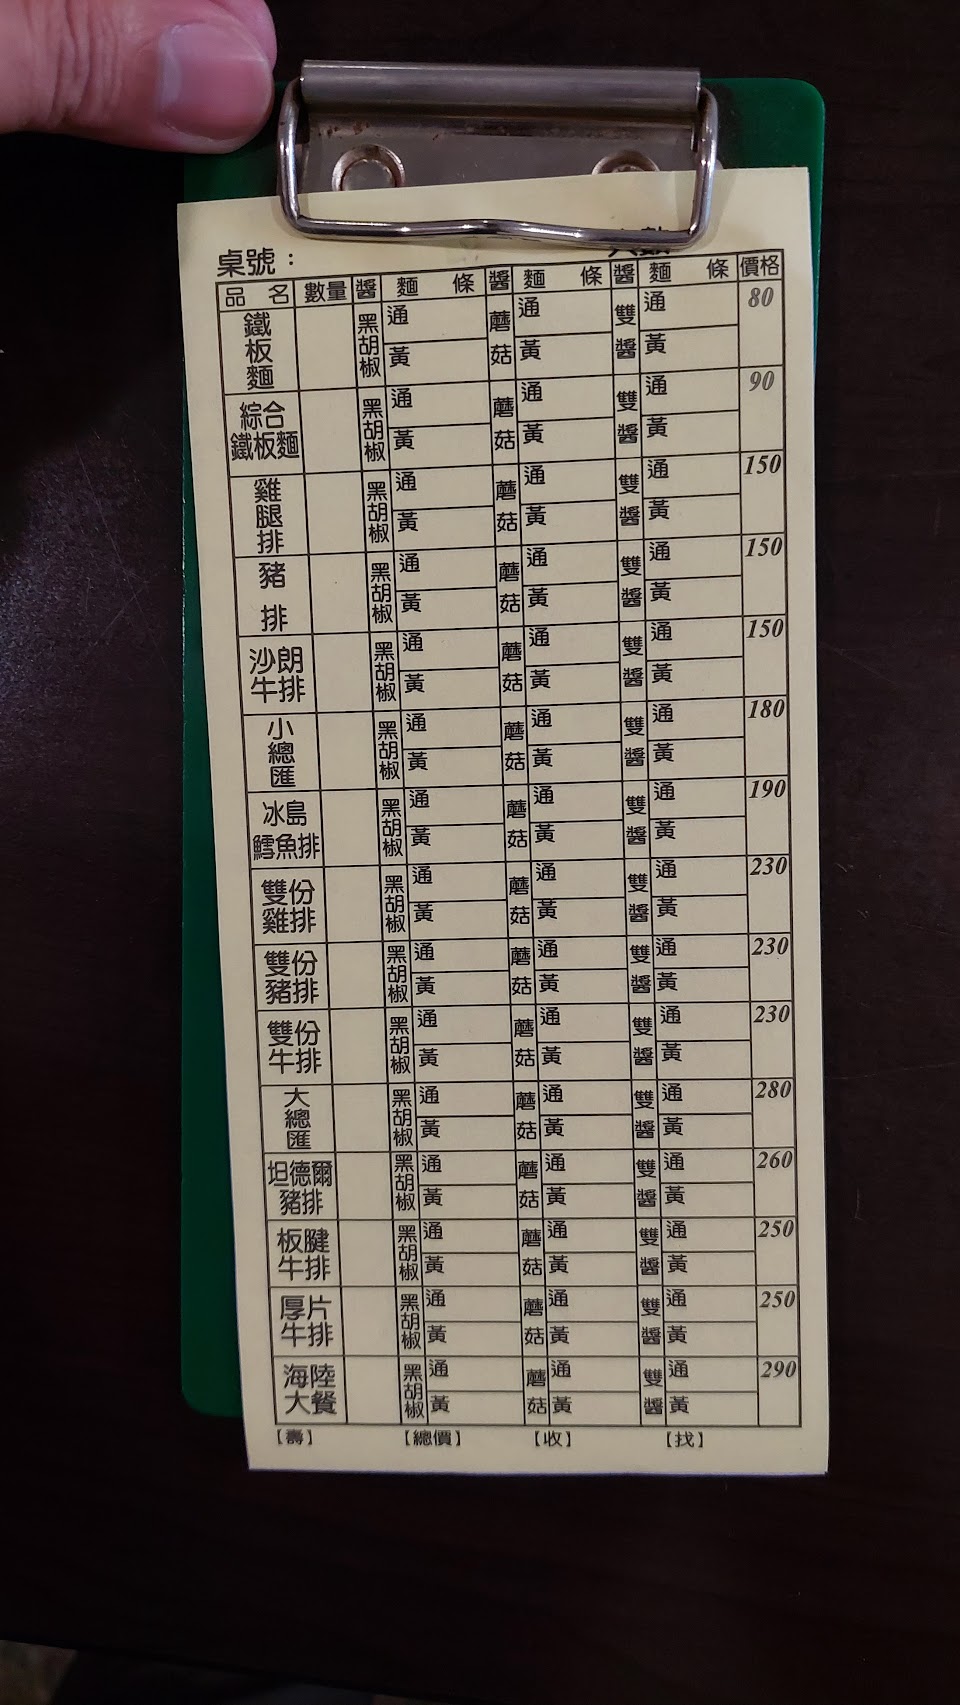 桌號：
品名 數量 醬 麵條 醬 麵條 醬 麵條 價格
鐵板麵 黑胡椒 通 黃 蘑菇 通 黃 雙醬 通 黃 80
綜合鐵板麵 黑胡椒 通 黃 蘑菇 通 黃 雙醬 通 黃 90
雞腿排 黑胡椒 通 黃 蘑菇 通 黃 雙醬 通 黃 150
豬排 黑胡椒 通 黃 蘑菇 通 黃 雙醬 通 黃 150
沙朗牛排 黑胡椒 通 黃 蘑菇 通 黃 雙醬 通 黃 150
小總匯 黑胡椒 通 黃 蘑菇 通 黃 雙醬 通 黃 180
冰島鱈魚排 黑胡椒 通 黃 蘑菇 通 黃 雙醬 通 黃 190
雙份雞排 黑胡椒 通 黃 蘑菇 通 黃 雙醬 通 黃 230
雙份豬排 黑胡椒 通 黃 蘑菇 通 黃 雙醬 通 黃 230
雙份牛排 黑胡椒 通 黃 蘑菇 通 黃 雙醬 通 黃 230
大總匯 黑胡椒 通 黃 蘑菇 通 黃 雙醬 通 黃 280
坦德爾豬排 黑胡椒 通 黃 蘑菇 通 黃 雙醬 通 黃 260
板腱牛排 黑胡椒 通 黃 蘑菇 通 黃 雙醬 通 黃 250
厚片牛排 黑胡椒 通 黃 蘑菇 通 黃 雙醬 通 黃 250
海陸大餐 黑胡椒 通 黃 蘑菇 通 黃 雙醬 通 黃 290
【壽】 【總價】 【收】 【找】